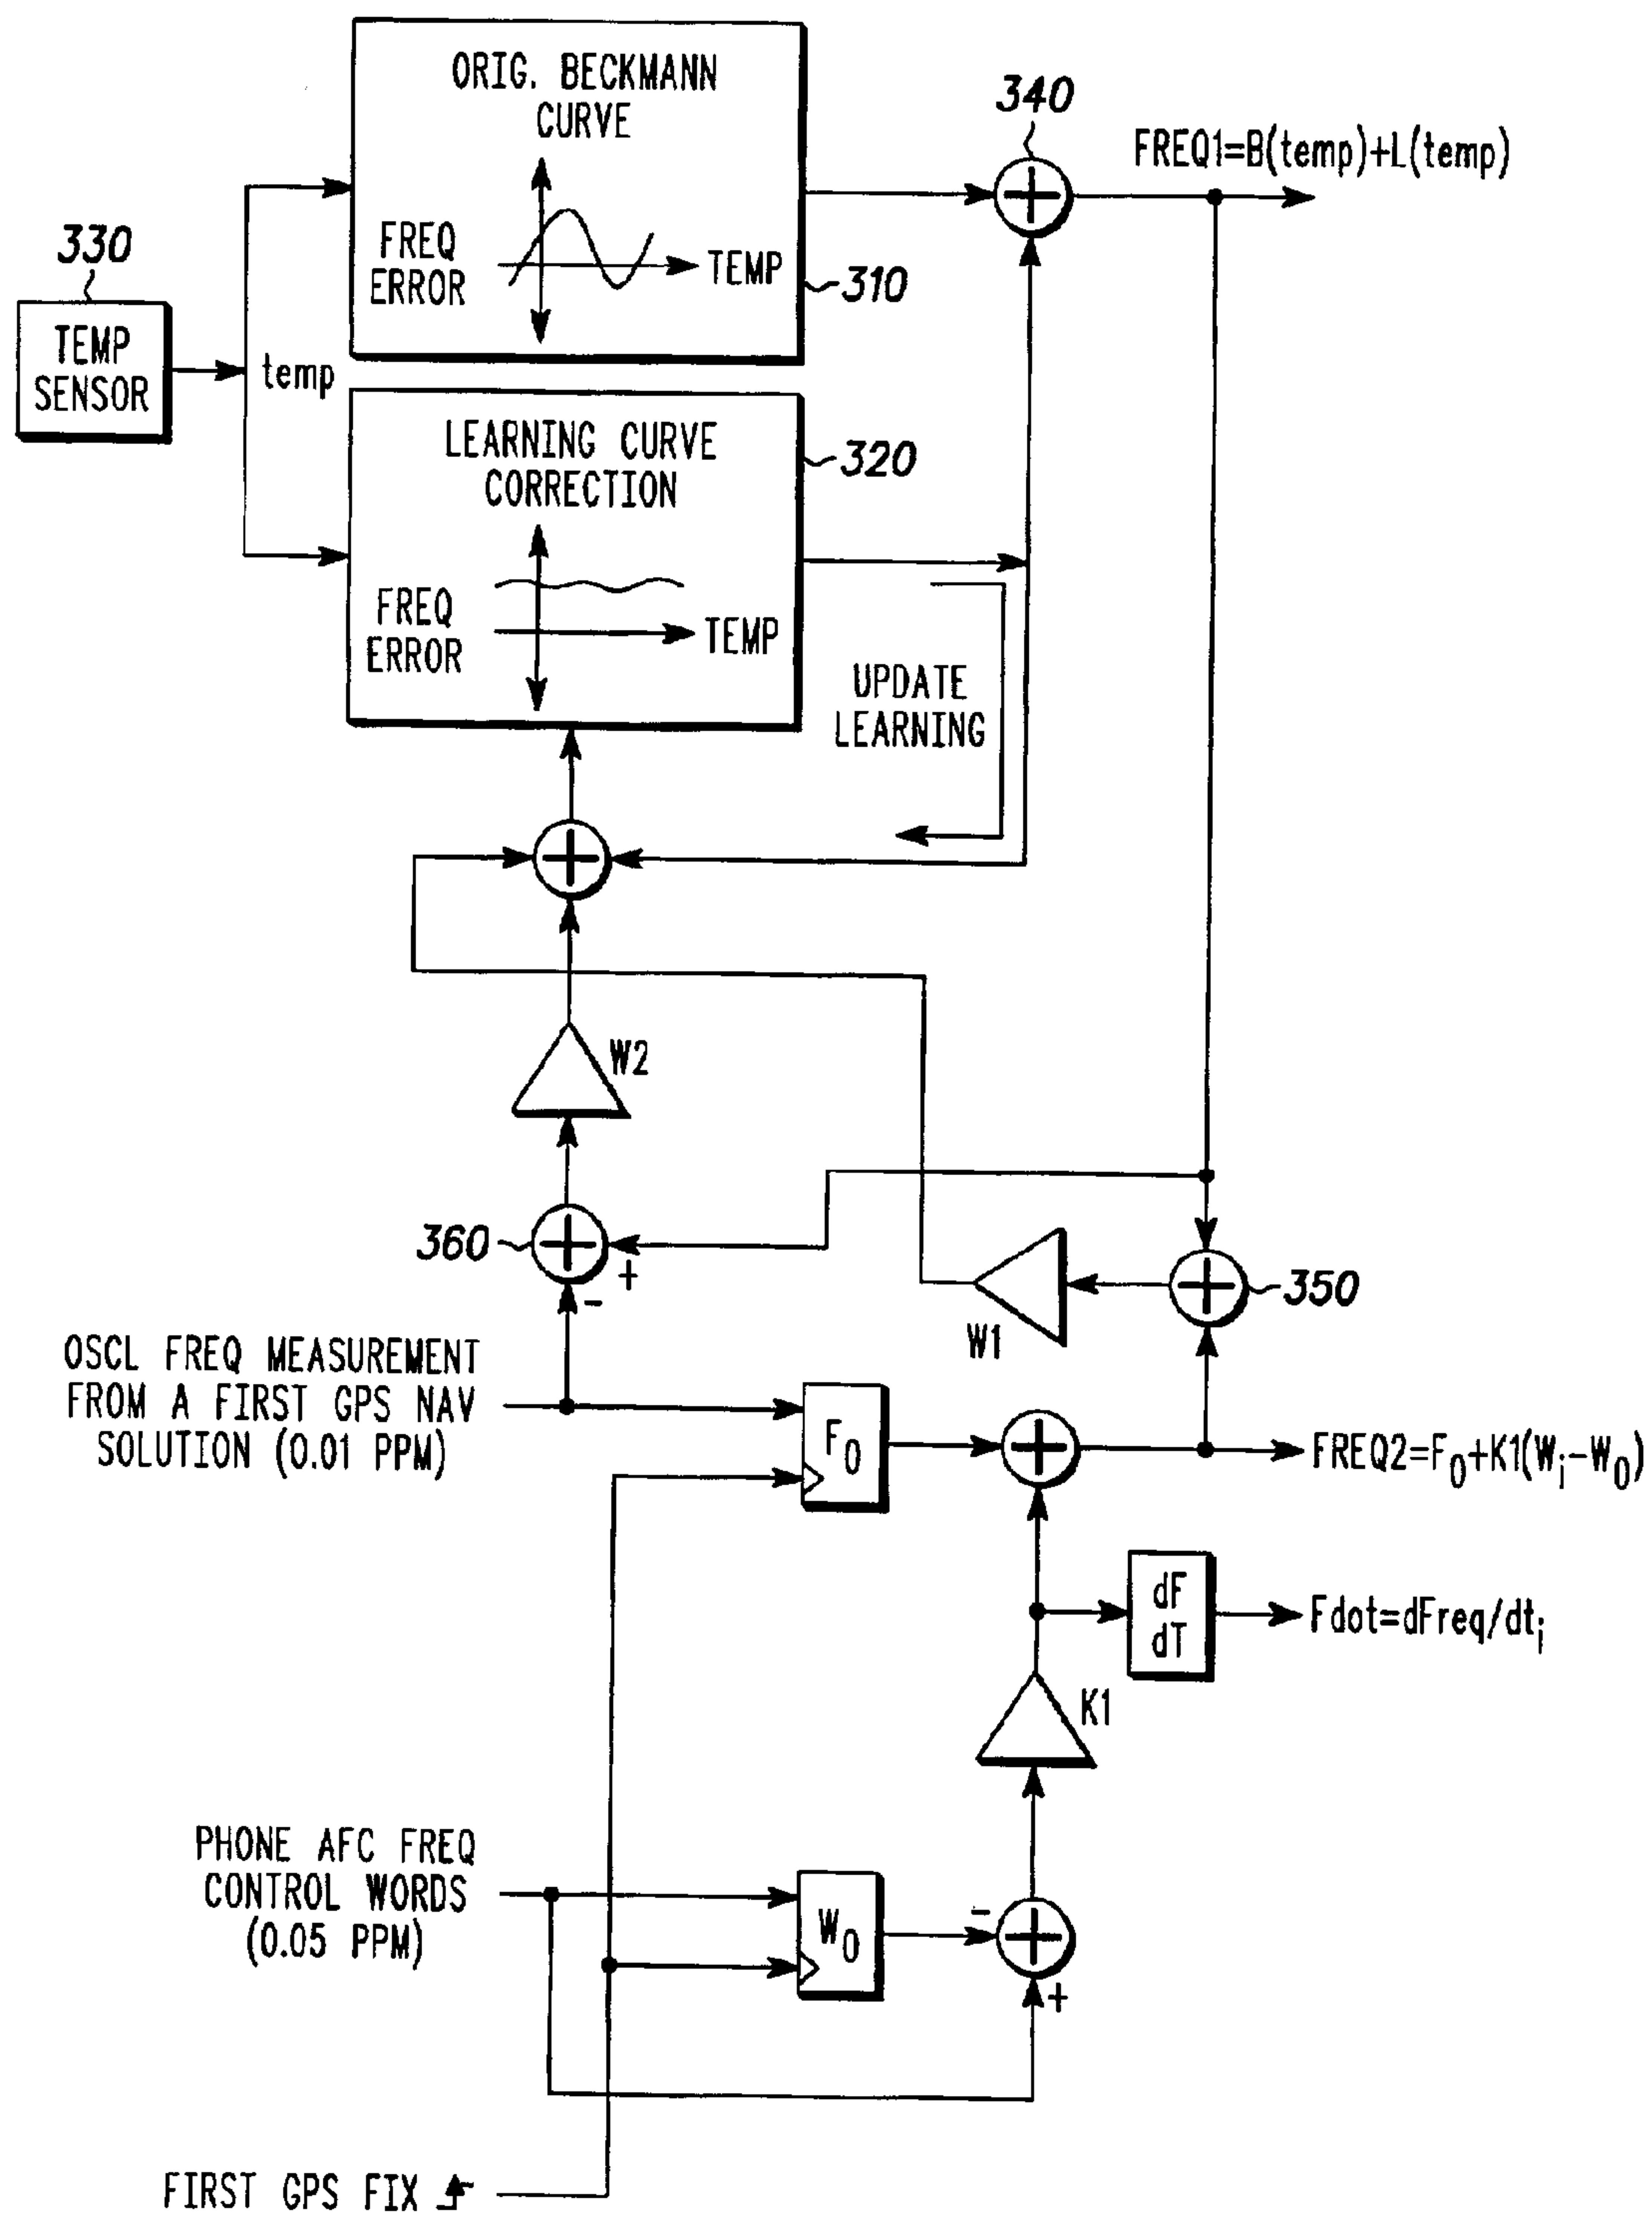 ORIG. BECKMANN
CURVE
FREQ
ERROR
TEMP
310
340
FREQ1=B(temp)+L(temp)
330
TEMP
SENSOR
temp
LEARNING CURVE
CORRECTION
320
FREQ
ERROR
TEMP
UPDATE
LEARNING
W2
360
+
-
350
W1
OSCL FREQ MEASUREMENT
FROM A FIRST GPS NAV
SOLUTION (0.01 PPM)
F0
FREQ2=F0+K1(Wi-W0)
dF
dT
Fdot=dFreq/dti
K1
PHONE AFC FREQ
CONTROL WORDS
(0.05 PPM)
W0
-
+
FIRST GPS FIX